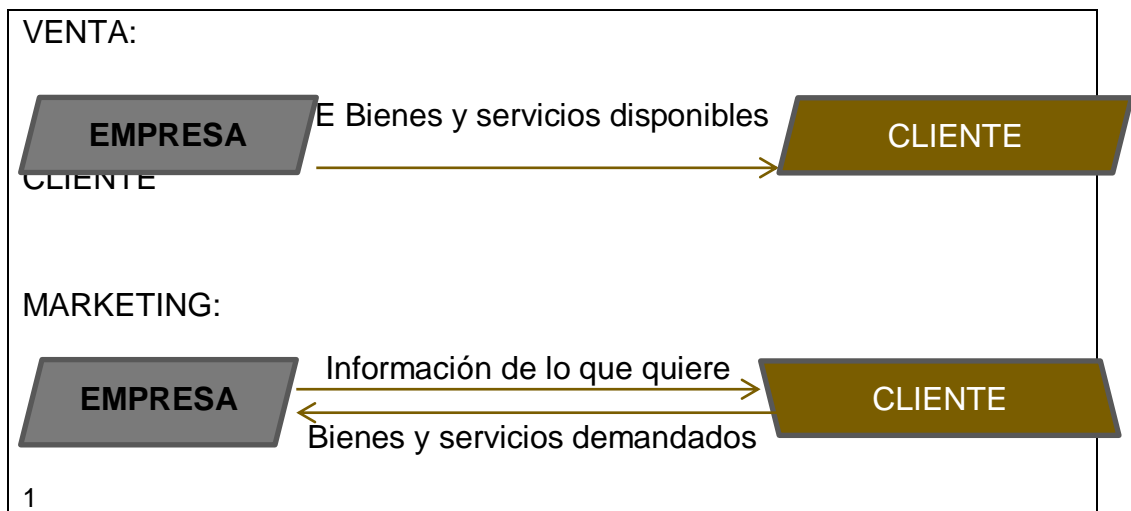 VENTA:
EMPRESA E Bienes y servicios disponibles CLIENTE
CLIENTE
MARKETING:
Información de lo que quiere
EMPRESA CLIENTE
Bienes y servicios demandados
1